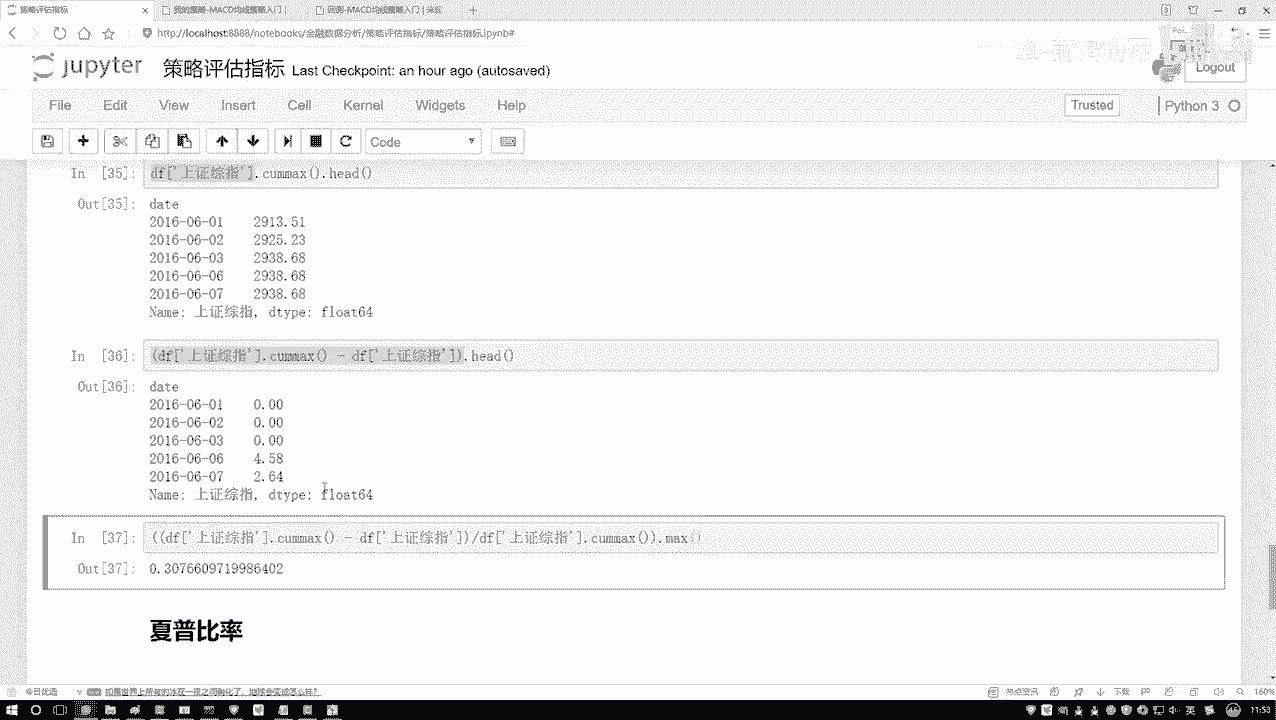 策略评估指标
我的策略-MACD均线策略入门 |
回测-MACD均线策略入门 | 米筐
http://localhost:8888/notebooks/金融数据分析/策略评估指标/策略评估指标.ipynb#
jupyter 策略评估指标 Last Checkpoint: an hour ago (autosaved)
Logout
File Edit View Insert Cell Kernel Widgets Help
Trusted Python 3
Code
In [35]: df['上证综指'].cummax().head()
Out[35]: date
2016-06-01 2913.51
2016-06-02 2925.23
2016-06-03 2938.68
2016-06-06 2938.68
2016-06-07 2938.68
Name: 上证综指, dtype: float64
In [36]: (df['上证综指'].cummax() - df['上证综指']).head()
Out[36]: date
2016-06-01 0.00
2016-06-02 0.00
2016-06-03 0.00
2016-06-06 4.58
2016-06-07 2.64
Name: 上证综指, dtype: float64
In [37]: ((df['上证综指'].cummax() - df['上证综指'])/df['上证综指'].cummax()).max()
Out[37]: 0.3076609719986402
夏普比率
今日优选
如果世界上所有的冰在一夜之间融化了，地球会变成怎么样?
热点资讯
下载
160%
英
11:53